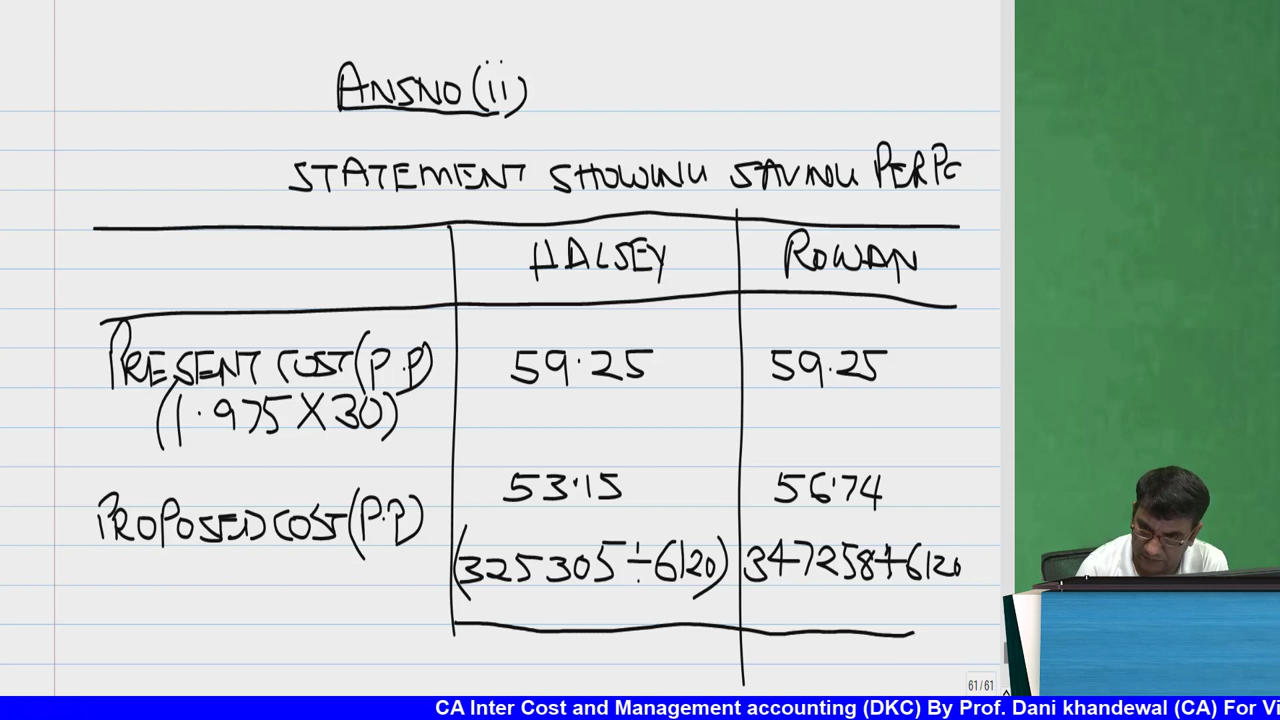 ANSNO (ii)
STATEMENT SHOWING SAVING PER PC
HALSEY ROWAN
PRESENT COST (P.P) 59.25 59.25
(1.975 X 30)
PROPOSED COST (P.P) 53.15 56.74
(325305 ÷ 6120) 347258 ÷ 6120
61/61
CA Inter Cost and Management accounting (DKC) By Prof. Dani khandewal (CA) For Vi